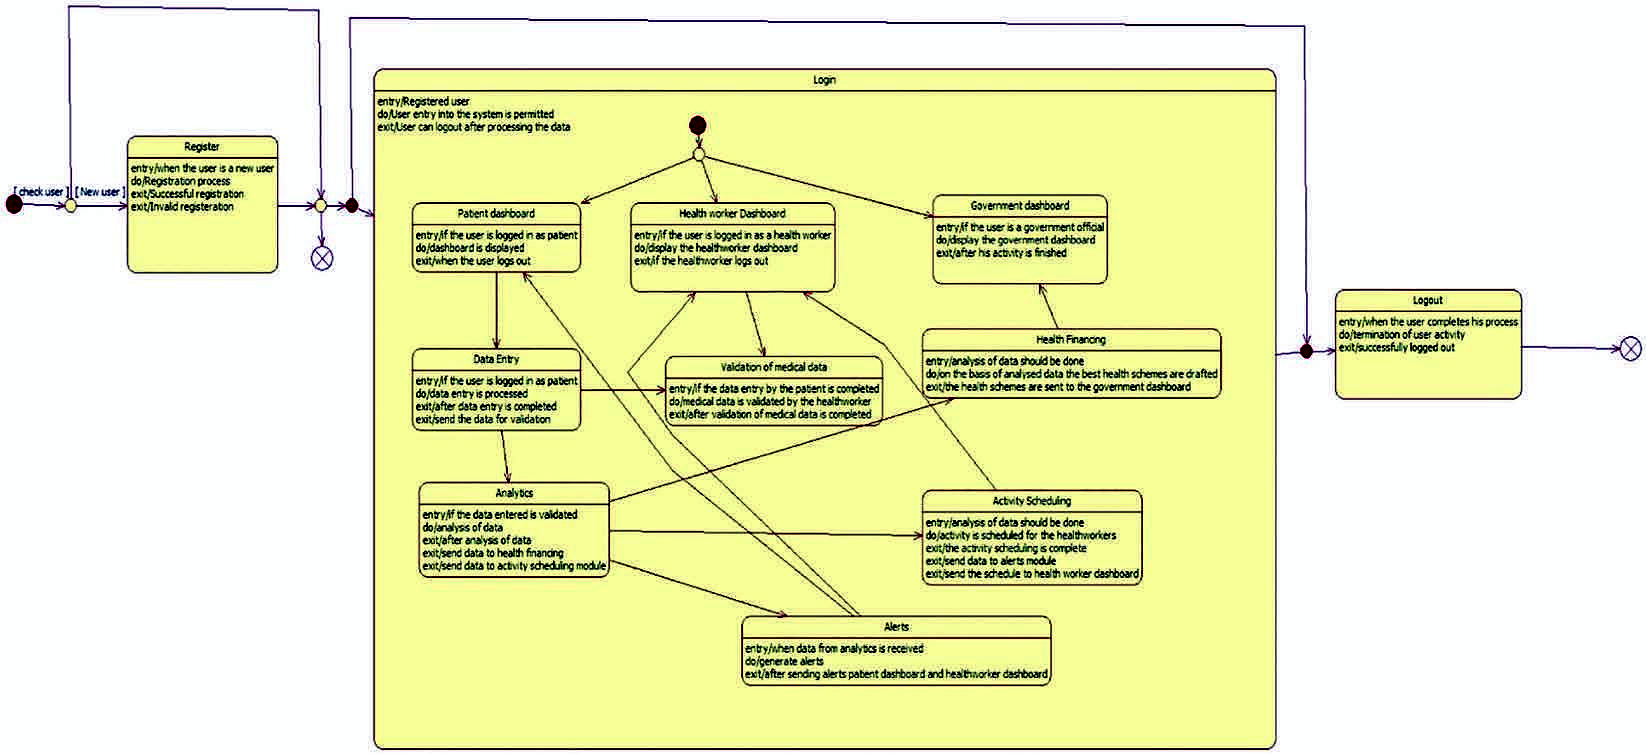 Login
entry/Registered user
do/User entry into the system is permitted
exit/User can logout after processing the data
[ check user ]
[ New user ]
Register
entry/when the user is a new user
do/Registration process
exit/Successful registration
exit/Invalid registeration
Patient dashboard
entry/if the user is logged in as patient
do/dashboard is displayed
exit/when the user logs out
Health worker Dashboard
entry/if the user is logged in as a health worker
do/display the healthworker dashboard
exit/if the healthworker logs out
Government dashboard
entry/if the user is a government official
do/display the government dashboard
exit/after his activity is finished
Data Entry
entry/if the user is logged in as patient
do/data entry is processed
exit/after data entry is completed
exit/send the data for validation
Validation of medical data
entry/if the data entry by the patient is completed
do/medical data is validated by the healthworker
exit/after validation of medical data is completed
Health Financing
entry/analysis of data should be done
do/on the basis of analysed data the best health schemes are drafted
exit/the health schemes are sent to the government dashboard
Logout
entry/when the user completes his process
do/termination of user activity
exit/successfully logged out
Analytics
entry/if the data entered is validated
do/analysis of data
exit/after analysis of data
exit/send data to health financing
exit/send data to activity scheduling module
Activity Scheduling
entry/analysis of data should be done
do/activity is scheduled for the healthworkers
exit/the activity scheduling is complete
exit/send data to alerts module
exit/send the schedule to health worker dashboard
Alerts
entry/when data from analytics is received
do/generate alerts
exit/after sending alerts patient dashboard and healthworker dashboard